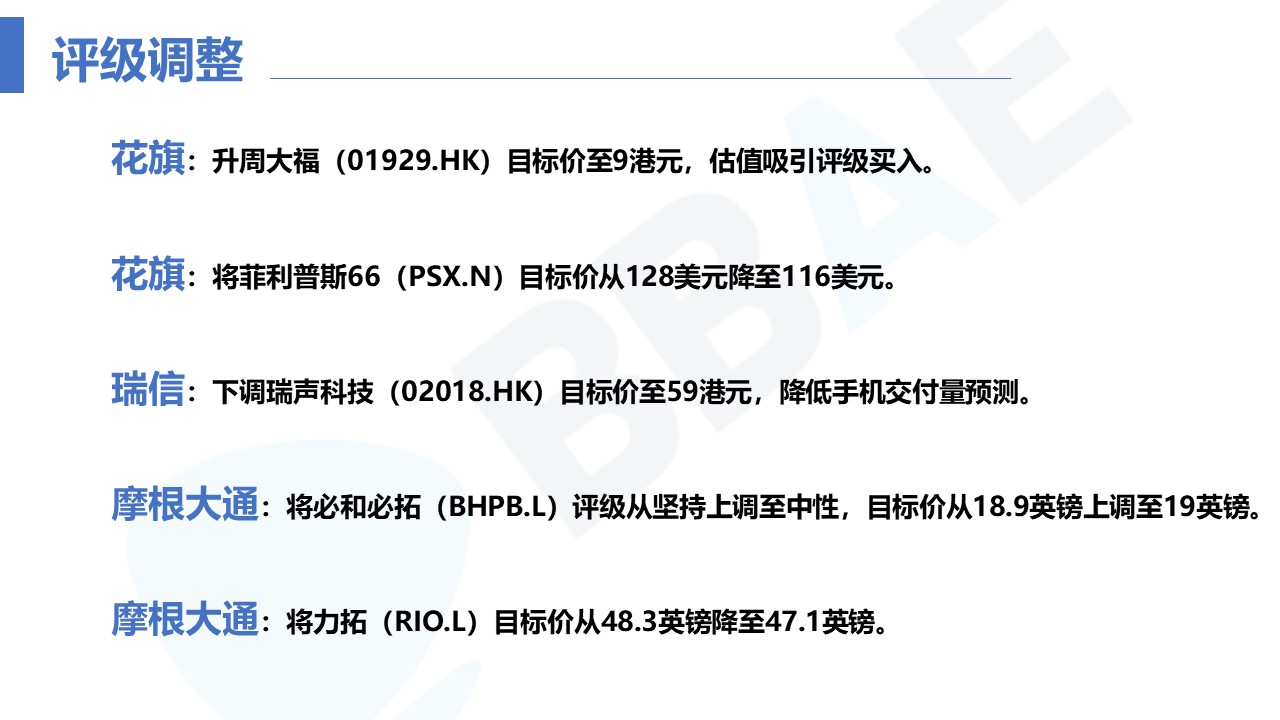 评级调整
花旗：升周大福（01929.HK）目标价至9港元，估值吸引评级买入。
花旗：将菲利普斯66（PSX.N）目标价从128美元降至116美元。
瑞信：下调瑞声科技（02018.HK）目标价至59港元，降低手机交付量预测。
摩根大通：将必和必拓（BHPB.L）评级从坚持上调至中性，目标价从18.9英镑上调至19英镑。
摩根大通：将力拓（RIO.L）目标价从48.3英镑降至47.1英镑。
BBAE